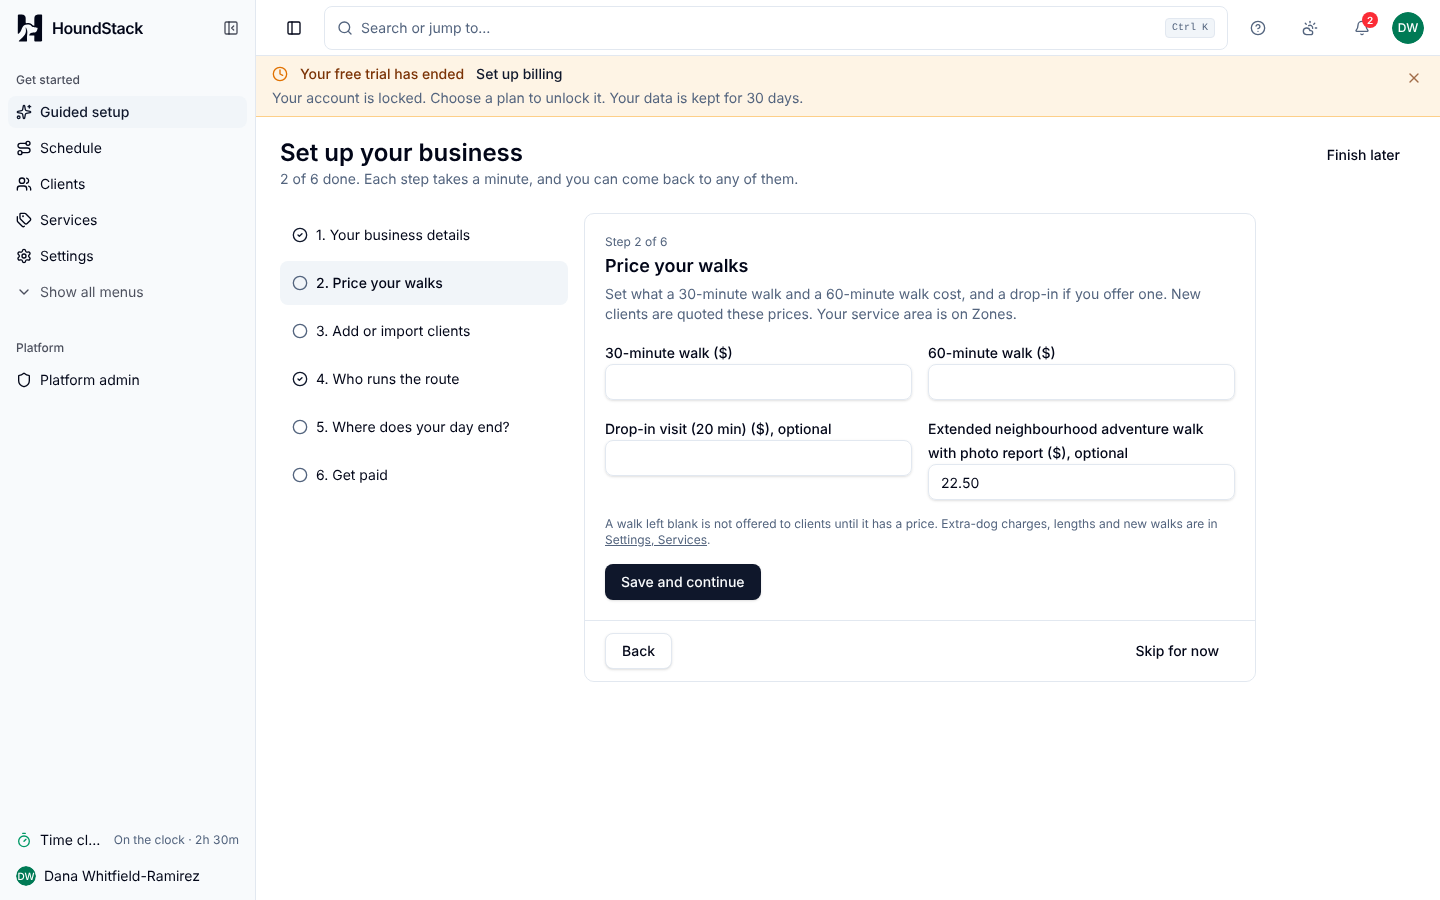 HoundStack
Search or jump to...
Ctrl K
2
DW
Get started
Guided setup
Schedule
Clients
Services
Settings
Show all menus
Platform
Platform admin
Time cl...
On the clock · 2h 30m
DW
Dana Whitfield-Ramirez
Your free trial has ended Set up billing
Your account is locked. Choose a plan to unlock it. Your data is kept for 30 days.
Set up your business
Finish later
2 of 6 done. Each step takes a minute, and you can come back to any of them.
1. Your business details
2. Price your walks
3. Add or import clients
4. Who runs the route
5. Where does your day end?
6. Get paid
Step 2 of 6
Price your walks
Set what a 30-minute walk and a 60-minute walk cost, and a drop-in if you offer one. New
clients are quoted these prices. Your service area is on Zones.
30-minute walk ($)
60-minute walk ($)
Drop-in visit (20 min) ($), optional
Extended neighbourhood adventure walk
with photo report ($), optional
22.50
A walk left blank is not offered to clients until it has a price. Extra-dog charges, lengths and new walks are in
Settings, Services.
Save and continue
Back
Skip for now